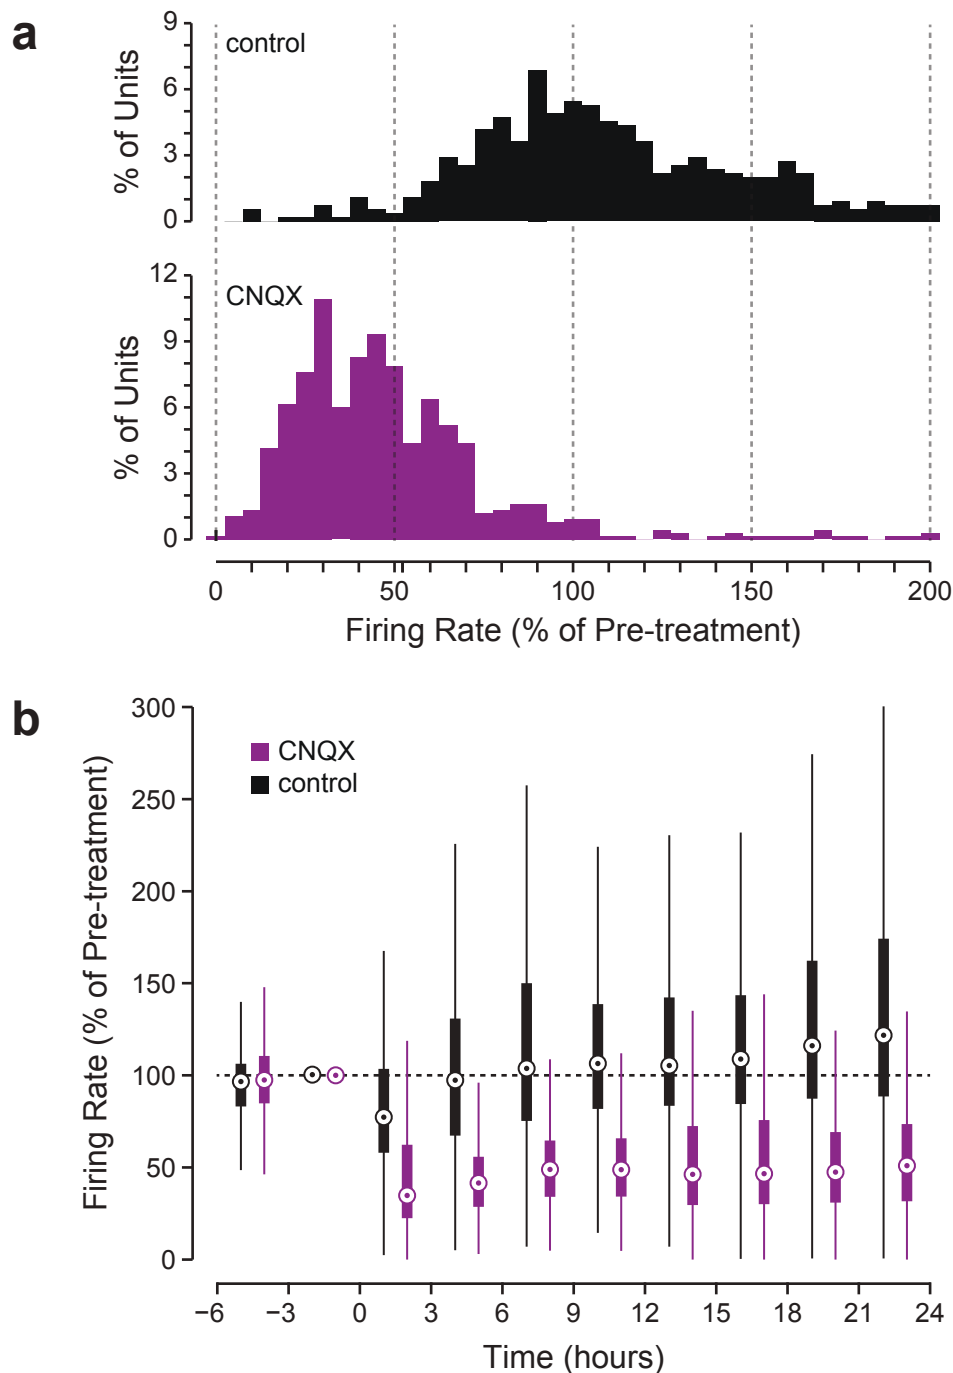 a
control
9
6
3
0
% of Units
CNQX
12
9
6
3
0
% of Units
0 50 100 150 200
Firing Rate (% of Pre-treatment)
b
CNQX
control
300
250
200
150
100
50
0
Firing Rate (% of Pre-treatment)
−6 −3 0 3 6 9 12 15 18 21 24
Time (hours)